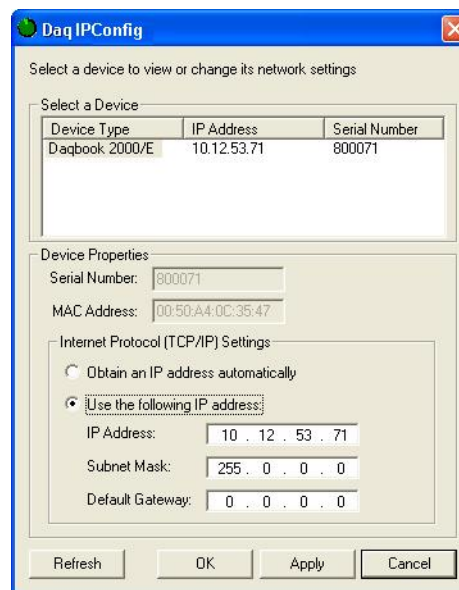 Daq IPConfig
Select a device to view or change its network settings
Select a Device
Device Type IP Address Serial Number
Daqbook 2000/E 10.12.53.71 800071
Device Properties
Serial Number: 800071
MAC Address: 00:50:A4:0C:35:47
Internet Protocol (TCP/IP) Settings
Obtain an IP address automatically
Use the following IP address:
IP Address: 10 . 12 . 53 . 71
Subnet Mask: 255 . 0 . 0 . 0
Default Gateway: 0 . 0 . 0 . 0
Refresh OK Apply Cancel